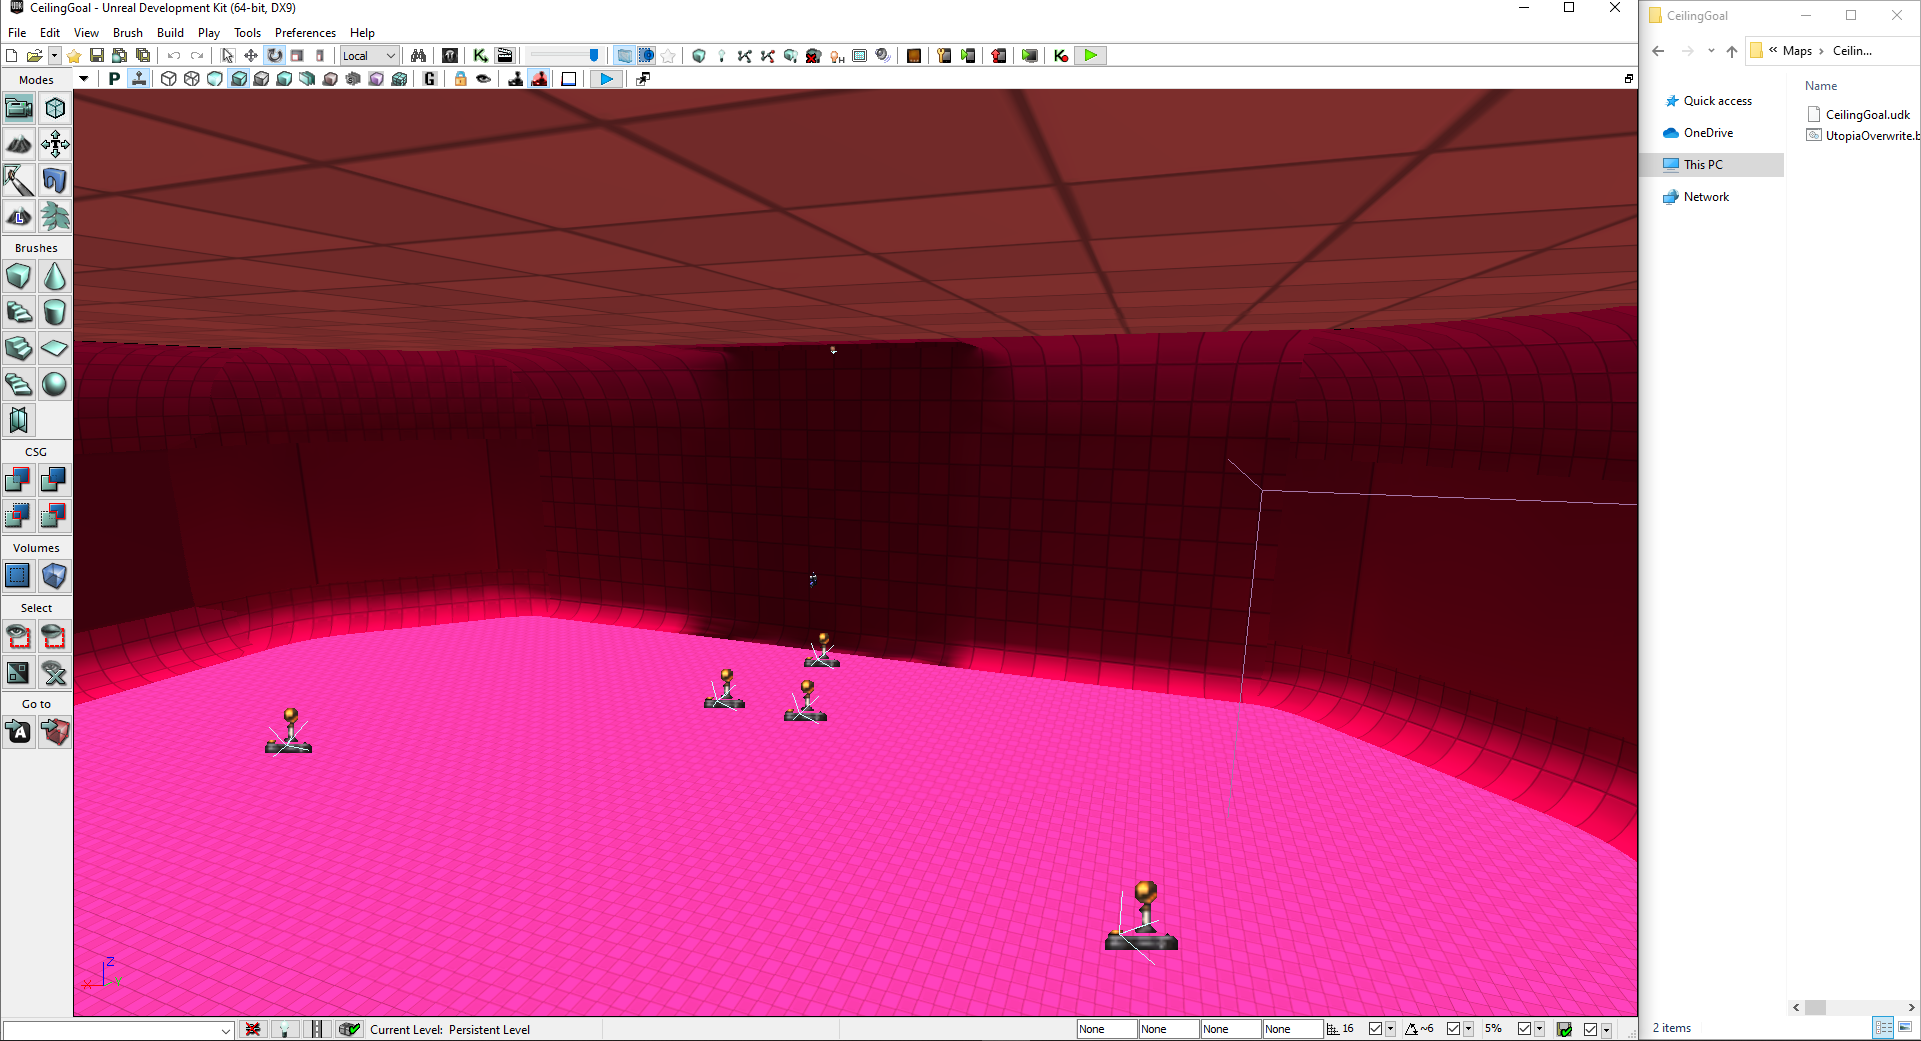 CeilingGoal - Unreal Development Kit (64-bit, DX9)
File Edit View Brush Build Play Tools Preferences Help
Local
Modes
P
G
L
Brushes
CSG
Volumes
Select
Go to
A
Z
X
Y
Current Level: Persistent Level
None None None None 16 ~6 5%
CeilingGoal
« Maps › Ceilin...
Name
Quick access
OneDrive
This PC
Network
CeilingGoal.udk
UtopiaOverwrite.b
2 items